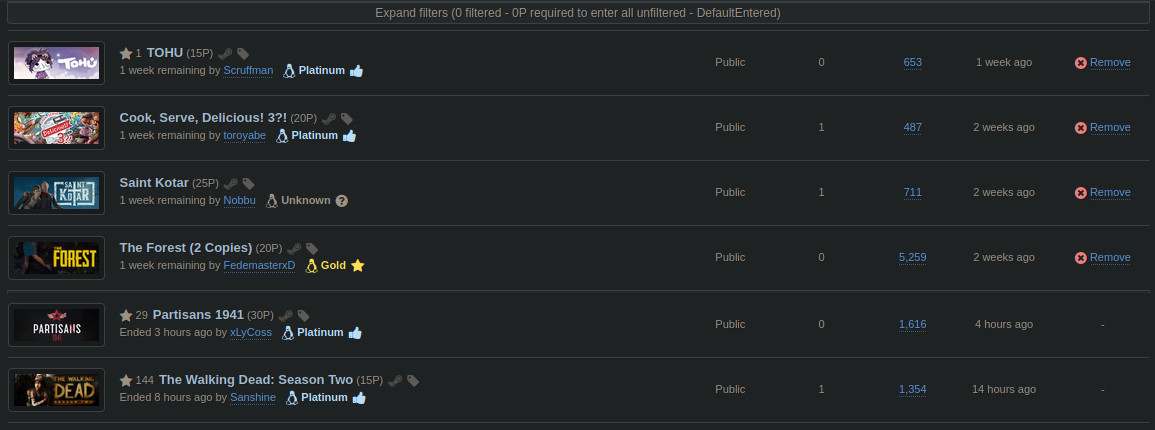 Expand filters (0 filtered - 0P required to enter all unfiltered - DefaultEntered)
TOHU
1 TOHU (15P)
1 week remaining by Scruffman Platinum
Public 0 653 1 week ago Remove
Delicious! 3?!
Cook, Serve, Delicious! 3?! (20P)
1 week remaining by toroyabe Platinum
Public 1 487 2 weeks ago Remove
SAINT KOTAR
Saint Kotar (25P)
1 week remaining by Nobbu Unknown
Public 1 711 2 weeks ago Remove
THE FOREST
The Forest (2 Copies) (20P)
1 week remaining by FedemasterxD Gold
Public 0 5,259 2 weeks ago Remove
PARTISANS
29 Partisans 1941 (30P)
Ended 3 hours ago by xLyCoss Platinum
Public 0 1,616 4 hours ago -
THE WALKING DEAD SEASON TWO
144 The Walking Dead: Season Two (15P)
Ended 8 hours ago by Sanshine Platinum
Public 1 1,354 14 hours ago -